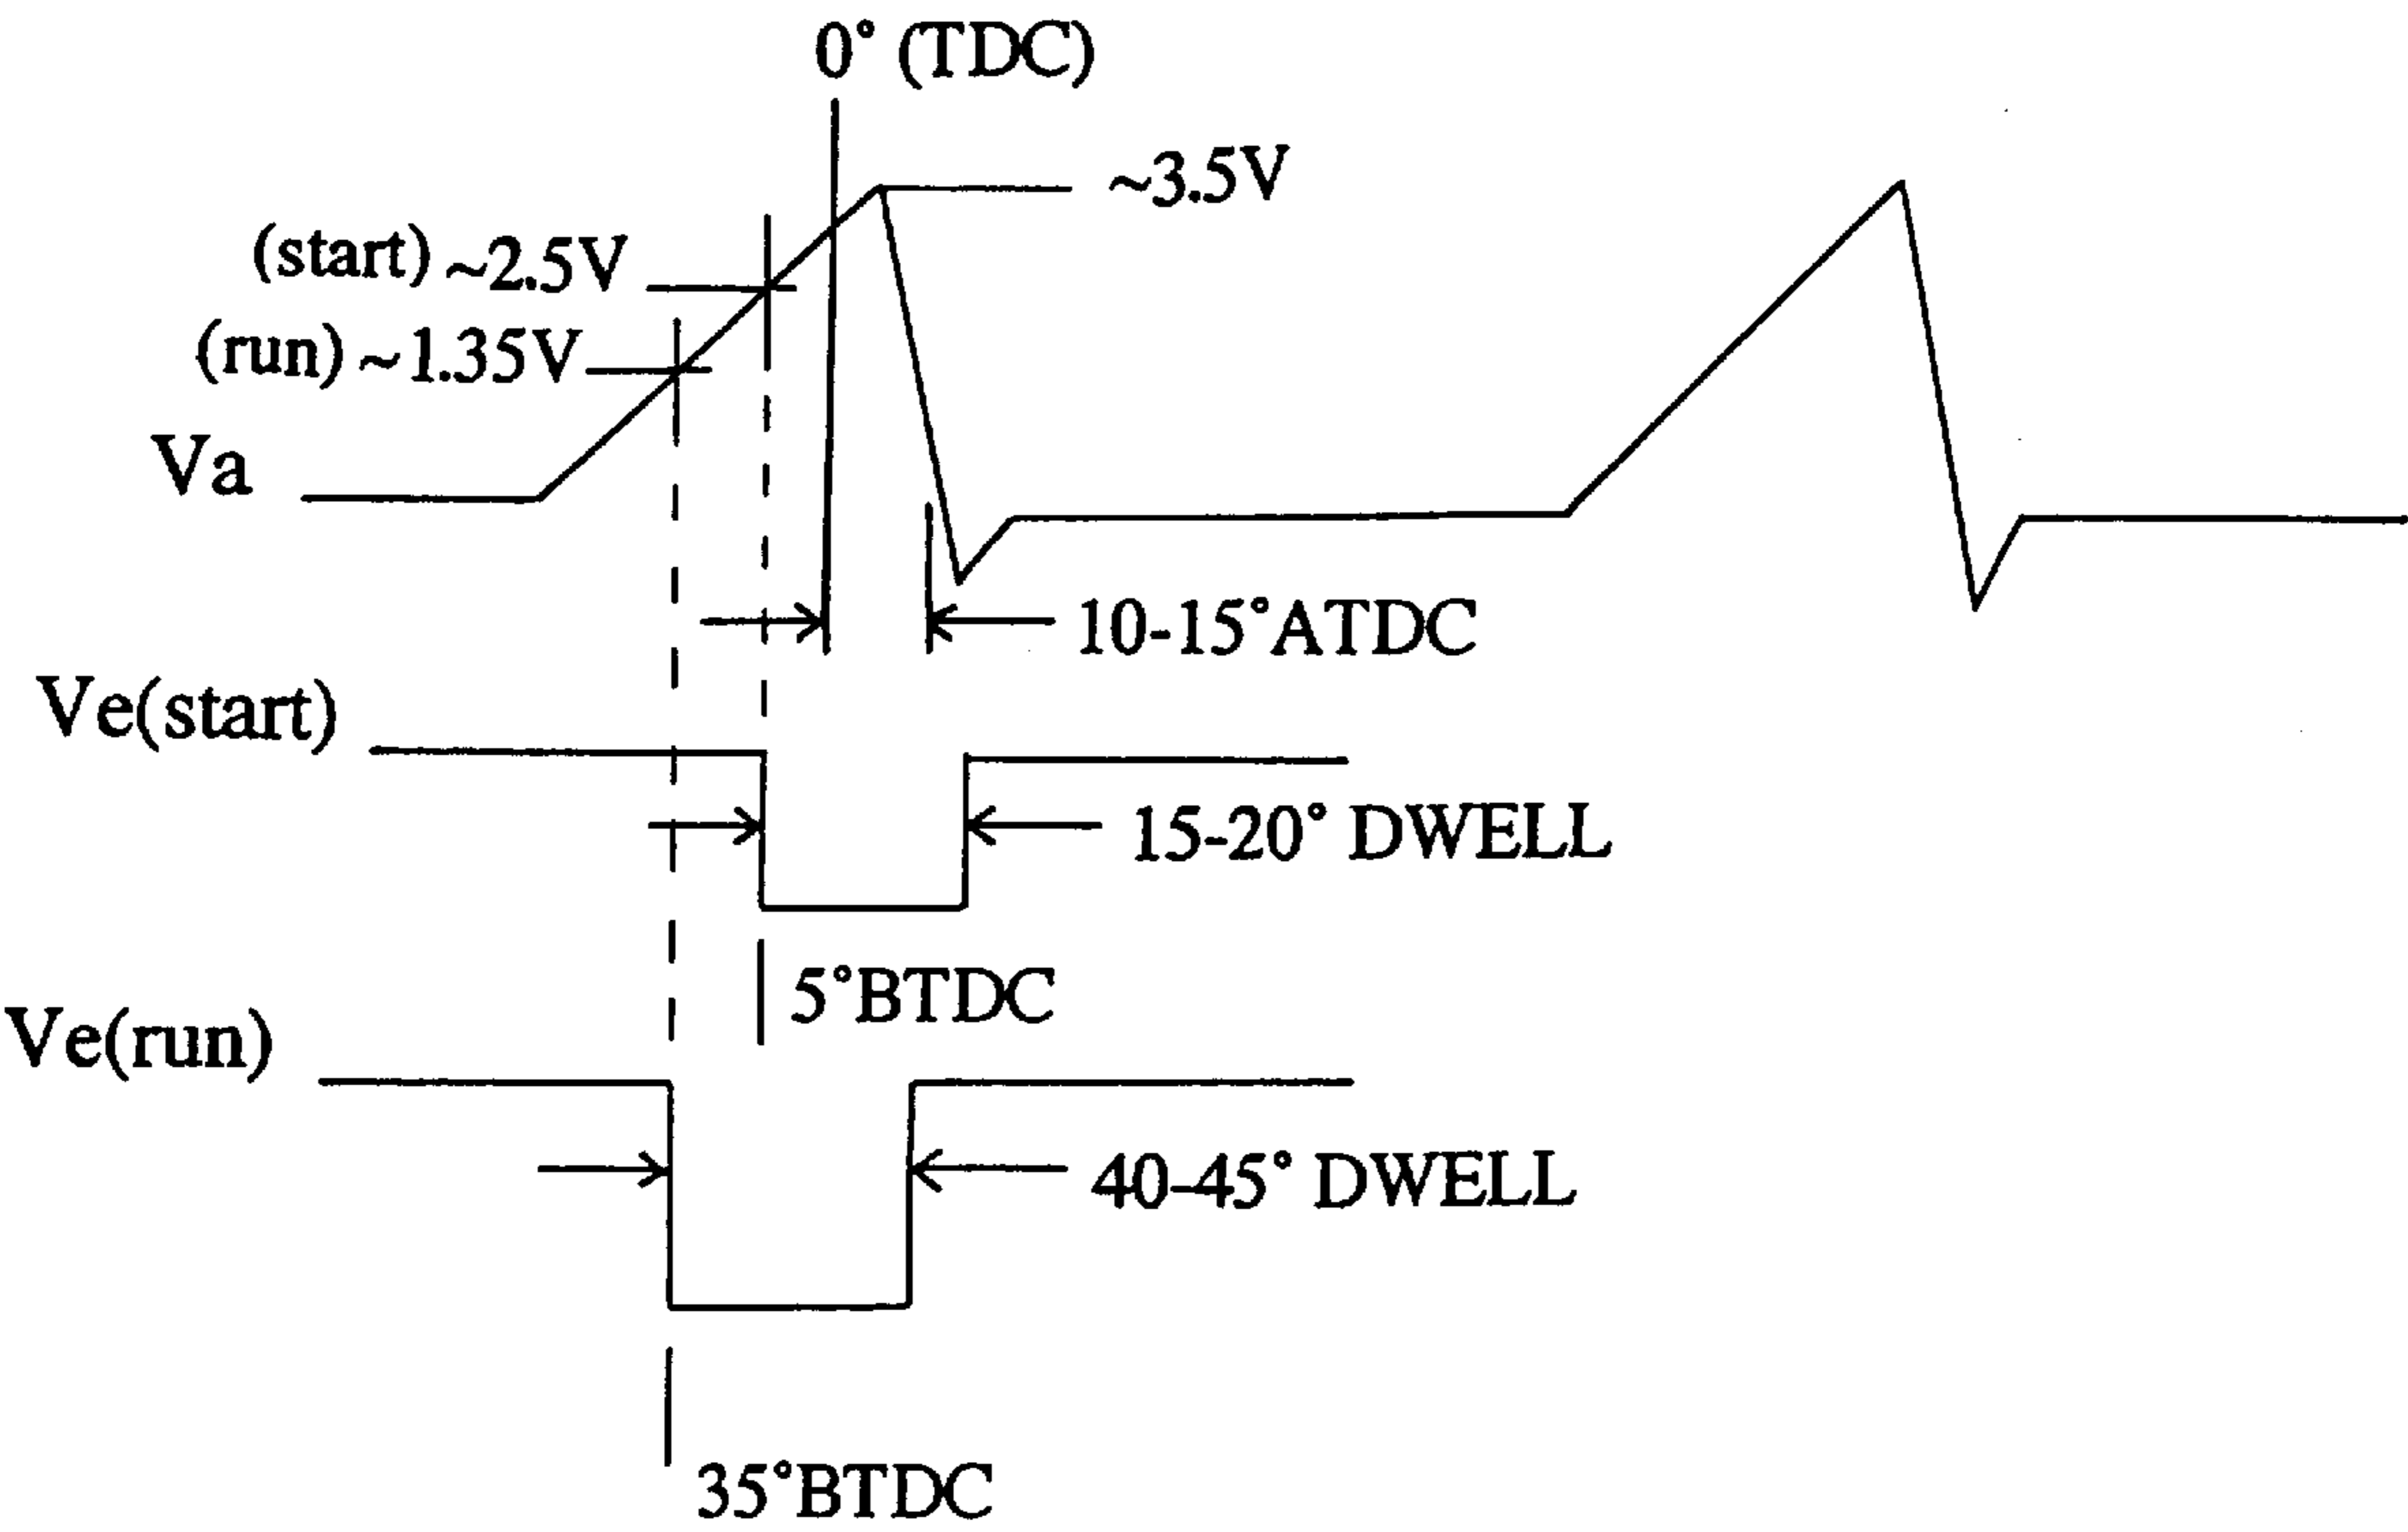 0° (TDC)
~3.5V
(start) ~2.5V
(run) ~1.35V
Va
10-15°ATDC
Ve(start)
15-20° DWELL
5°BTDC
Ve(run)
40-45° DWELL
35°BTDC